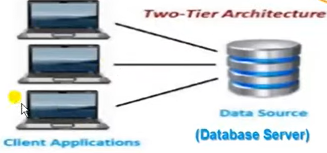 Two-Tier Architecture
Data Source
(Database Server)
Client Applications